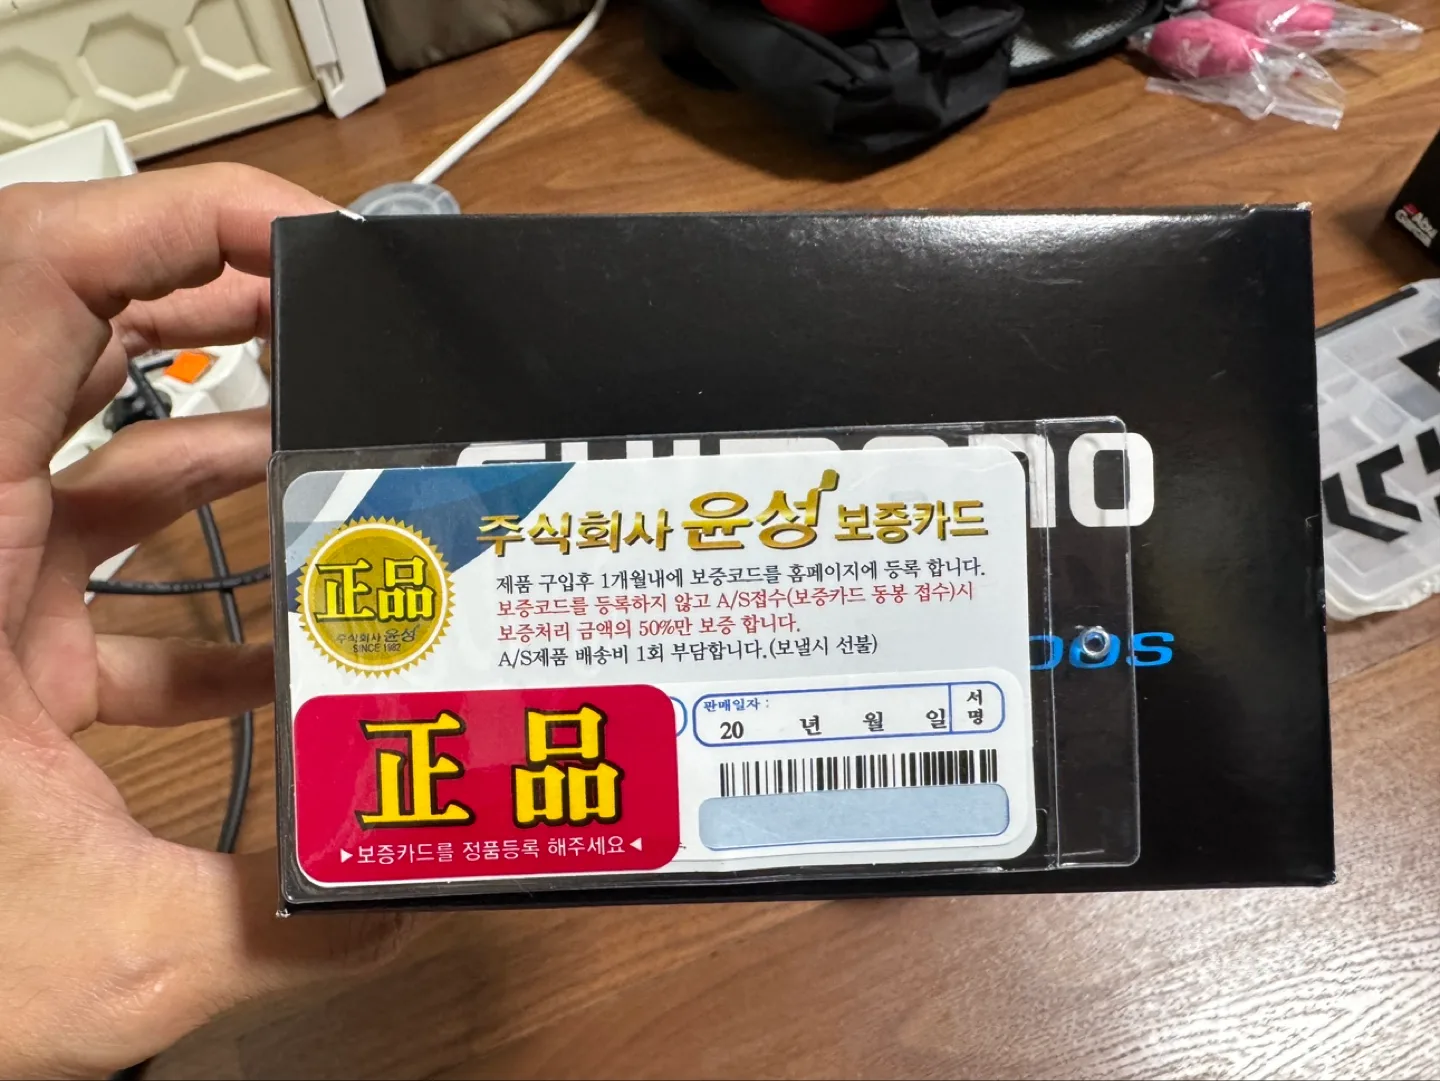 SHIMANO
주식회사 윤성 보증카드
正品
주식회사 윤성
SINCE 1982
제품 구입후 1개월내에 보증코드를 홈페이지에 등록 합니다.
보증코드를 등록하지 않고 A/S접수(보증카드 동봉 접수)시
보증처리 금액의 50%만 보증 합니다.
A/S제품 배송비 1회 부담합니다.(보낼시 선불)
판매일자 :
20 년 월 일
서명
正品
▶보증카드를 정품등록 해주세요◀